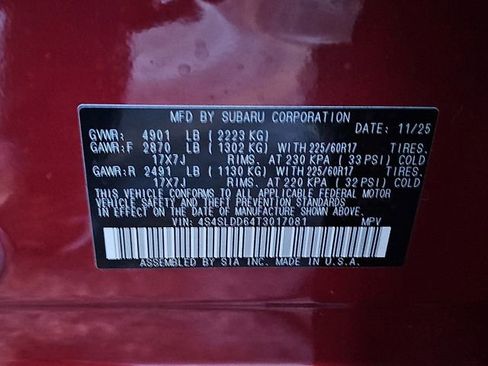 MFD BY SUBARU CORPORATION
GVWR: 4901 LB ( 2223 KG) DATE: 11/25
GAWR:F 2870 LB ( 1302 KG) WITH 225/60R17 TIRES.
17X7J RIMS. AT 230 KPA ( 33 PSI) COLD
GAWR:R 2491 LB ( 1130 KG) WITH 225/60R17 TIRES.
17X7J RIMS. AT 220 KPA ( 32 PSI) COLD
THIS VEHICLE CONFORMS TO ALL APPLICABLE FEDERAL MOTOR
VEHICLE SAFETY STANDARDS IN
EFFECT ON THE DATE OF MANUFACTURE SHOWN ABOVE.
VIN: 4S4SLDD64T3017081 MPV
ASSEMBLED BY SIA INC. MADE IN U.S.A.